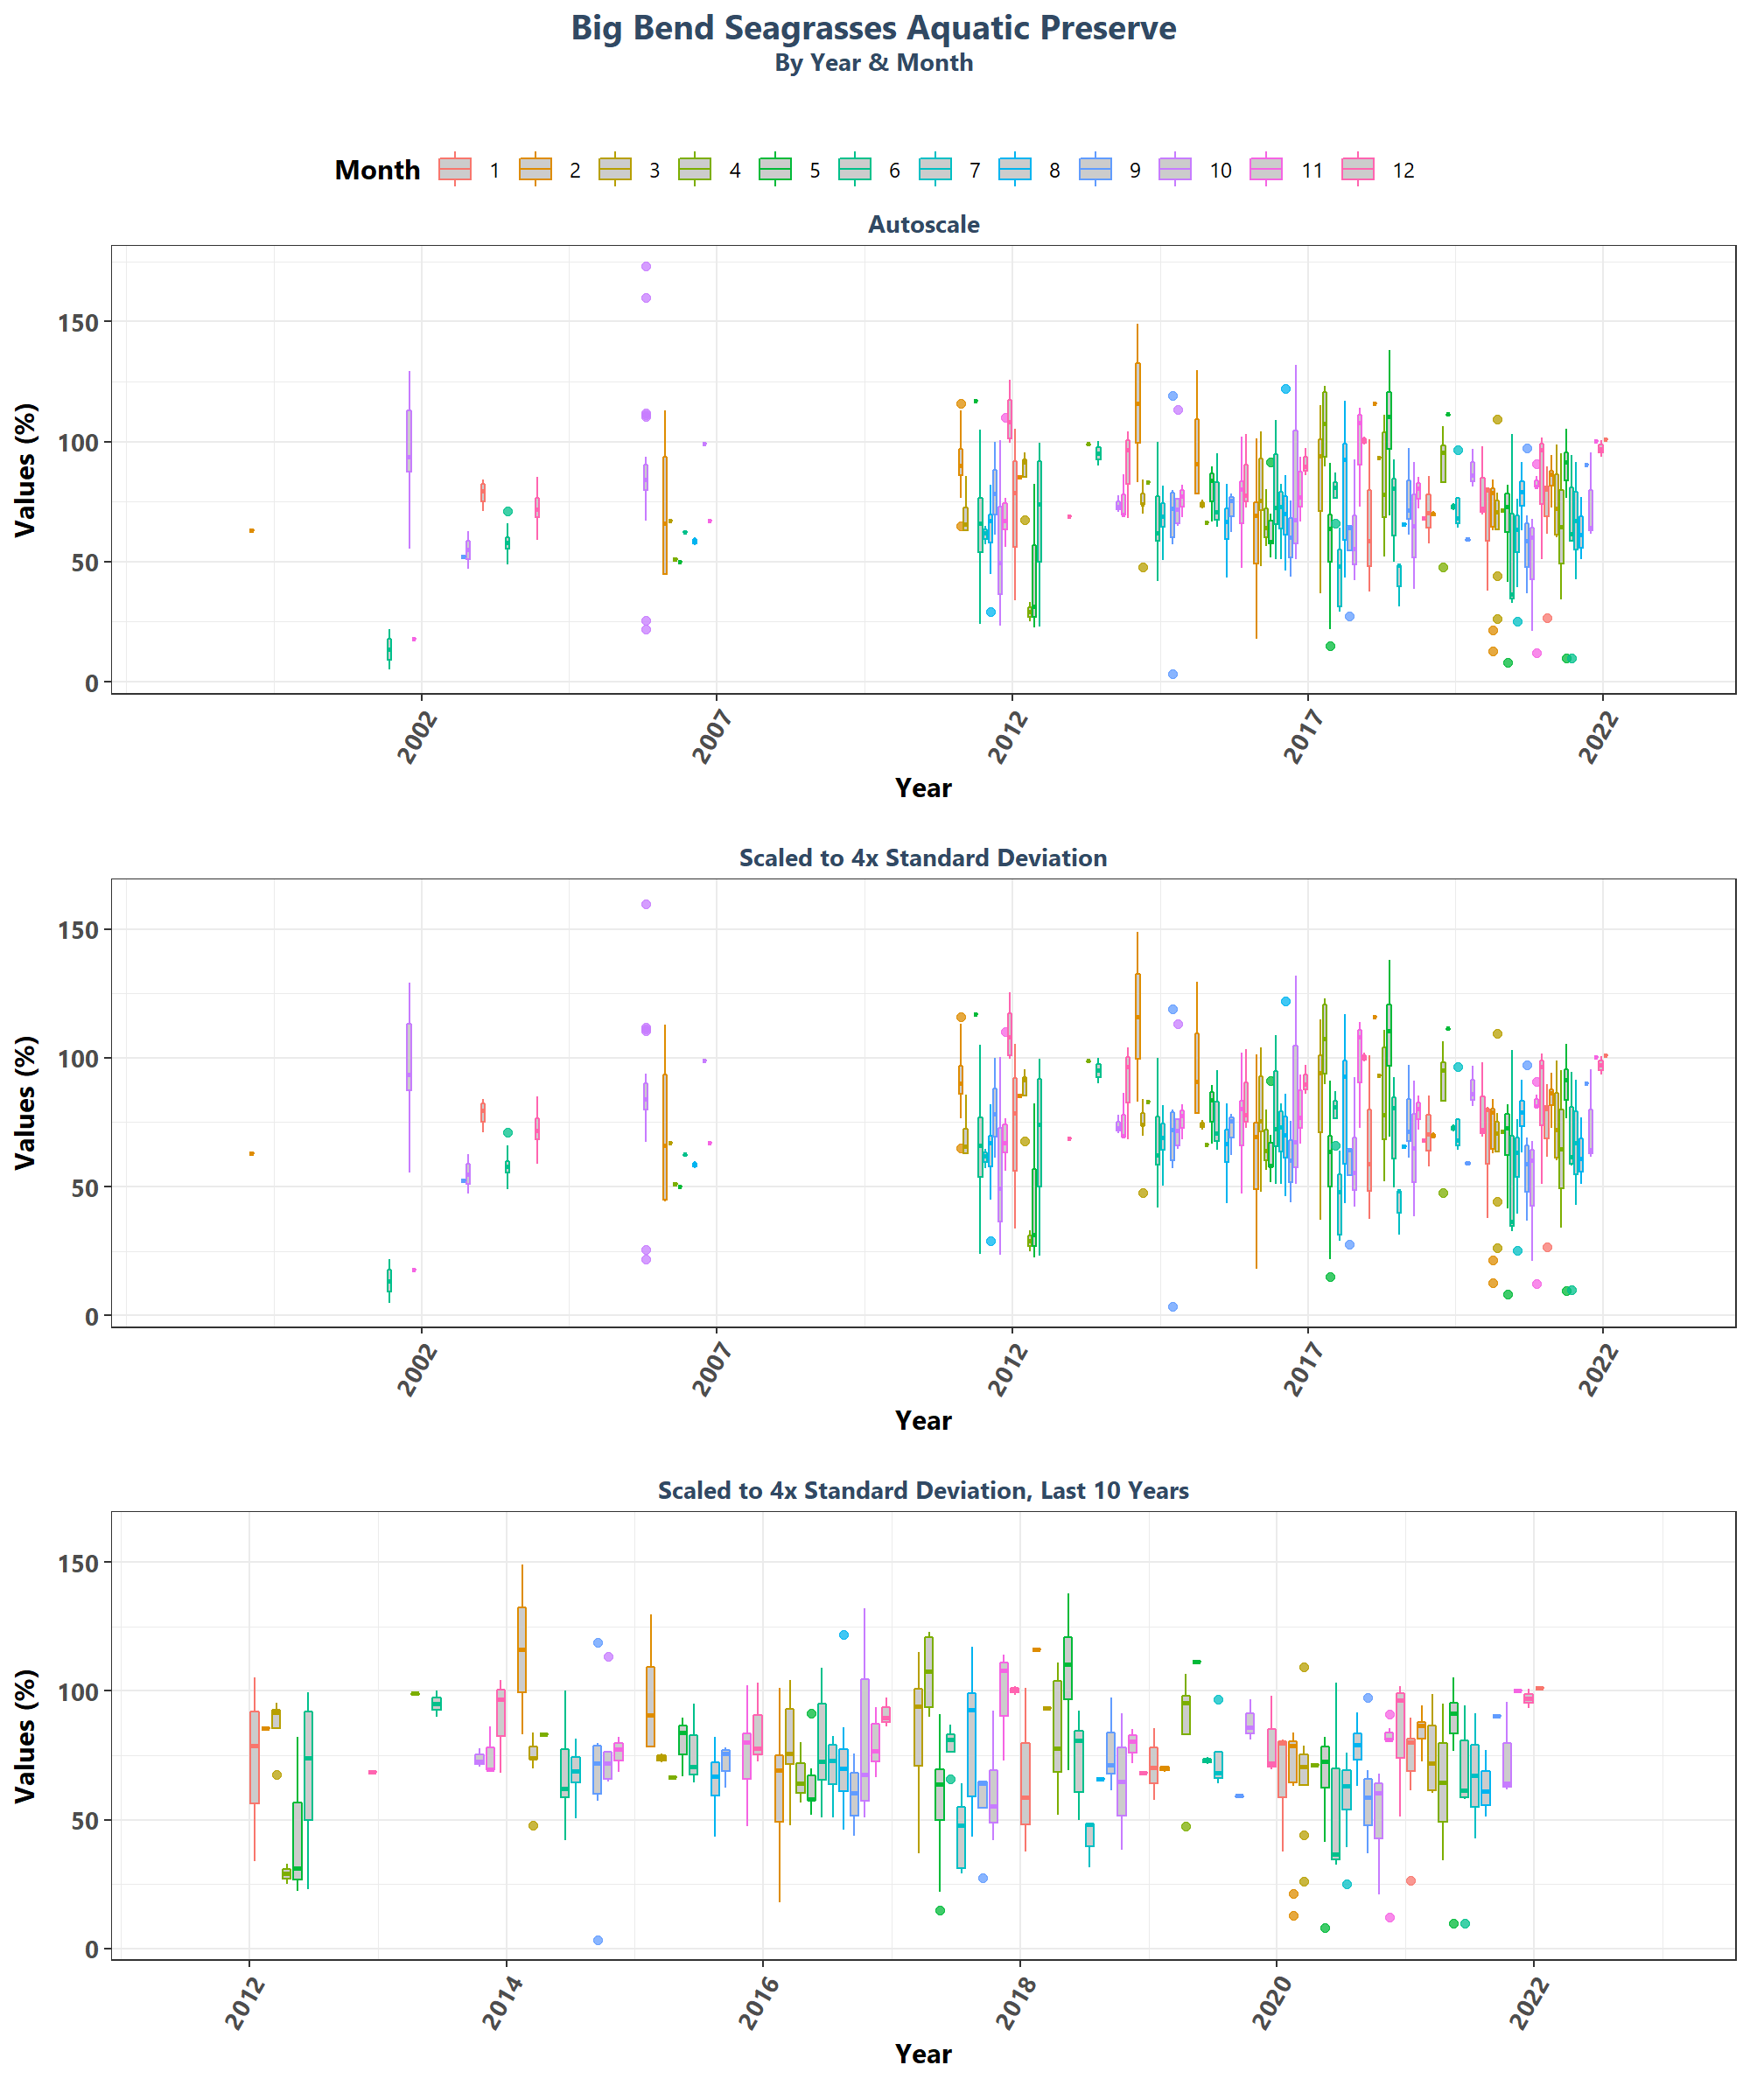 Big Bend Seagrasses Aquatic Preserve
By Year & Month
Month 1 2 3 4 5 6 7 8 9 10 11 12
Autoscale
Values (%)
150
100
50
0
2002 2007 2012 2017 2022
Year
Scaled to 4x Standard Deviation
Values (%)
150
100
50
0
2002 2007 2012 2017 2022
Year
Scaled to 4x Standard Deviation, Last 10 Years
Values (%)
150
100
50
0
2012 2014 2016 2018 2020 2022
Year